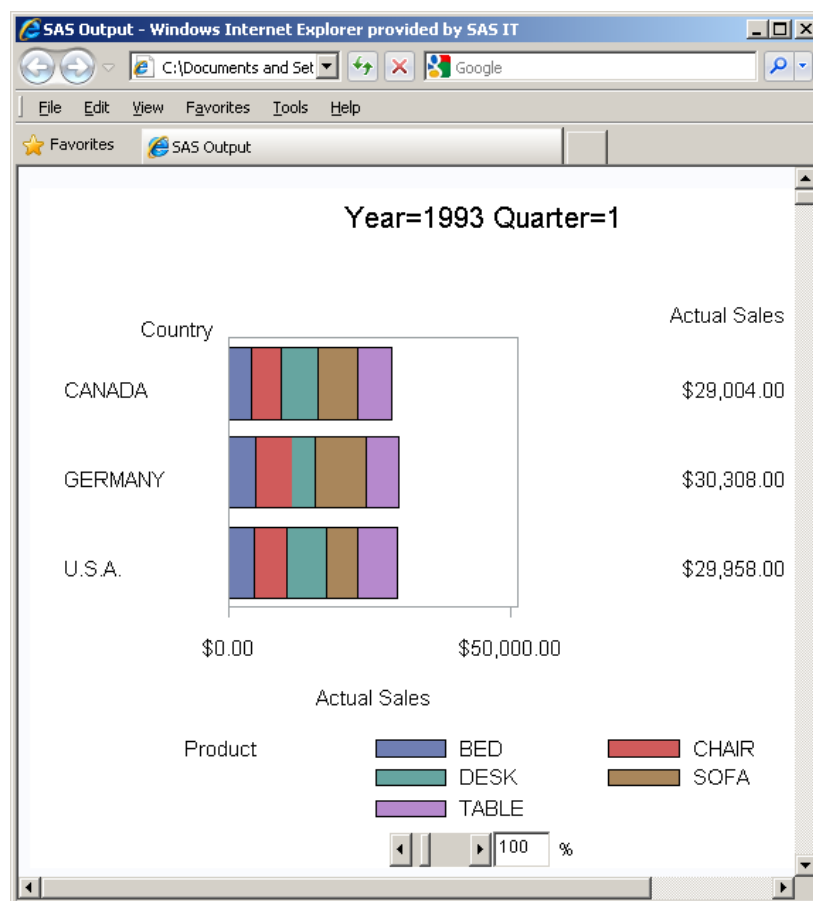 SAS Output - Windows Internet Explorer provided by SAS IT
C:\Documents and Set
Google
File Edit View Favorites Tools Help
Favorites
SAS Output
Year=1993 Quarter=1
Country
Actual Sales
CANADA
$29,004.00
GERMANY
$30,308.00
U.S.A.
$29,958.00
$0.00
$50,000.00
Actual Sales
Product
BED
CHAIR
DESK
SOFA
TABLE
100 %